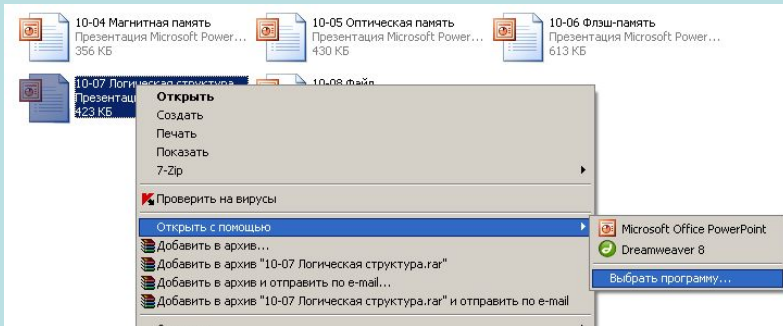 10-04 Магнитная память
Презентация Microsoft Power...
356 КБ
10-05 Оптическая память
Презентация Microsoft Power...
430 КБ
10-06 Флэш-память
Презентация Microsoft Power...
613 КБ
10-07 Логическая структура
Презентац
423 КБ
10-08 Файл
Открыть
Создать
Печать
Показать
7-Zip
Проверить на вирусы
Открыть с помощью
Добавить в архив...
Добавить в архив "10-07 Логическая структура.rar"
Добавить в архив и отправить по e-mail...
Добавить в архив "10-07 Логическая структура.rar" и отправить по e-mail
Microsoft Office PowerPoint
Dreamweaver 8
Выбрать программу...